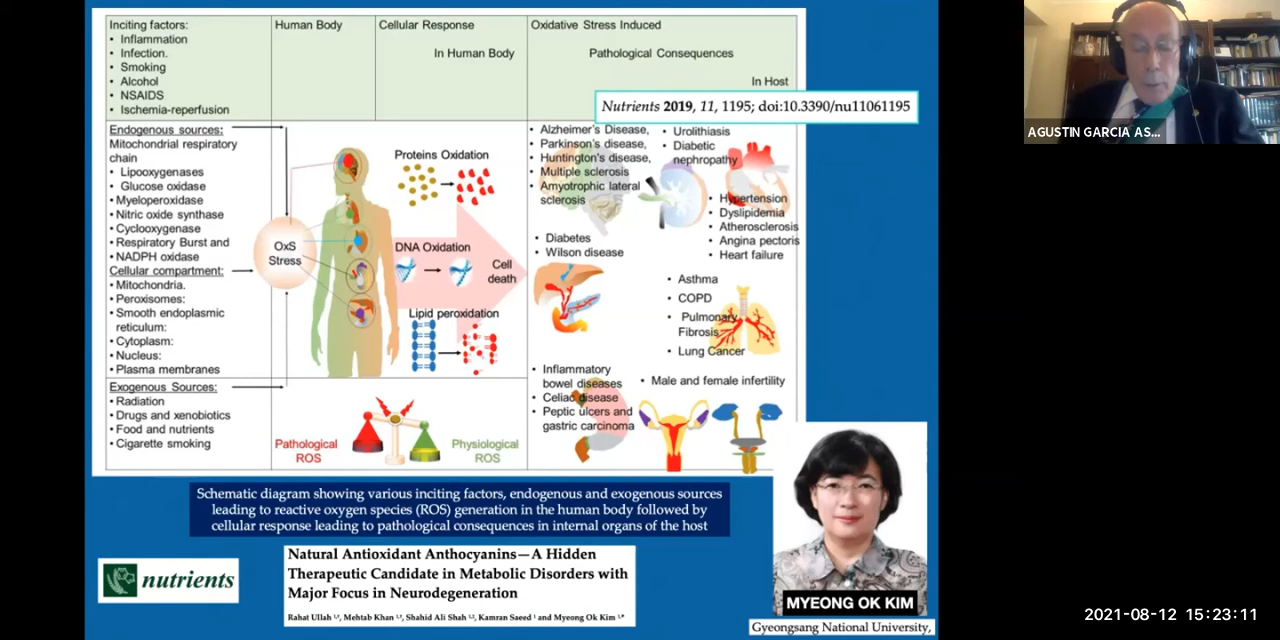 Inciting factors:
• Inflammation
• Infection.
• Smoking
• Alcohol
• NSAIDS
• Ischemia-reperfusion
Human Body
Cellular Response
In Human Body
Oxidative Stress Induced
Pathological Consequences
In Host
Nutrients 2019, 11, 1195; doi:10.3390/nu11061195
Endogenous sources:
Mitochondrial respiratory
chain
• Lipooxygenases
• Glucose oxidase
• Myeloperoxidase
• Nitric oxide synthase
• Cyclooxygenase
• Respiratory Burst and
• NADPH oxidase
Cellular compartment:
• Mitochondria.
• Peroxisomes:
• Smooth endoplasmic
reticulum:
• Cytoplasm:
• Nucleus:
• Plasma membranes
Exogenous Sources:
• Radiation
• Drugs and xenobiotics
• Food and nutrients
• Cigarette smoking
OxS
Stress
Proteins Oxidation
DNA Oxidation
Cell
death
Lipid peroxidation
Pathological
ROS
Physiological
ROS
• Alzheimer's Disease,
• Parkinson's disease,
• Huntington's disease,
• Multiple sclerosis
• Amyotrophic lateral
sclerosis
• Urolithiasis
• Diabetic
nephropathy
• Hypertension
• Dyslipidemia
• Atherosclerosis
• Angina pectoris
• Heart failure
• Diabetes
• Wilson disease
• Asthma
• COPD
• Pulmonary
Fibrosis
• Lung Cancer
• Inflammatory
bowel diseases
• Celiac disease
• Peptic ulcers and
gastric carcinoma
• Male and female infertility
Schematic diagram showing various inciting factors, endogenous and exogenous sources
leading to reactive oxygen species (ROS) generation in the human body followed by
cellular response leading to pathological consequences in internal organs of the host
nutrients
Natural Antioxidant Anthocyanins—A Hidden
Therapeutic Candidate in Metabolic Disorders with
Major Focus in Neurodegeneration
Rahat Ullah, Mehtab Khan, Shahid Ali Shah, Kamran Saeed and Myeong Ok Kim
MYEONG OK KIM
Gyeongsang National University,
AGUSTIN GARCIA AS...
2021-08-12 15:23:11